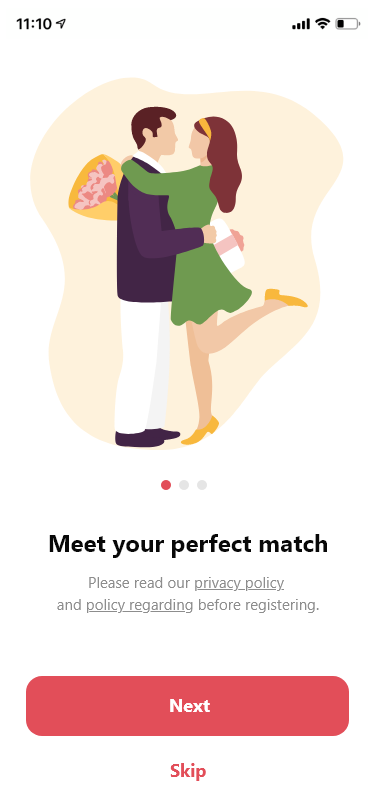 11:10
Meet your perfect match
Please read our privacy policy
and policy regarding before registering.
Next
Skip